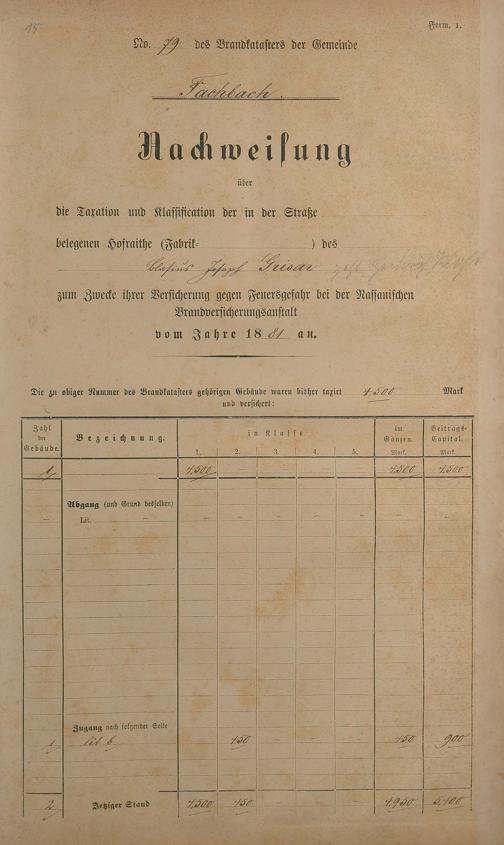 15
Form. 1.
No. 79 des Brandkatasters der Gemeinde
Fachbach.
Nachweisung
über
die Taxation und Klassification der in der Straße
belegenen Hofraithe (Fabrik- ) des
Blasius Joseph Grisar
zum Zwecke ihrer Versicherung gegen Feuersgefahr bei der Nassauischen
Brandversicherungsanstalt
vom Jahre 1881 an.
Die zu obiger Nummer des Brandkatasters gehörigen Gebäude waren bisher taxirt 4500 Mark
und versichert:
Zahl der Gebäude. Bezeichnung. in Klasse 1. 2. 3. 4. 5. im Ganzen. Mark. Beitrags-Capital. Mark.
1 4500 4500 4500
Abgang (und Grund desselben)
Lit.
Zugang nach folgender Seite
1 lit. b 450 450 900
2 Jetziger Stand 4500 450 4950 5400